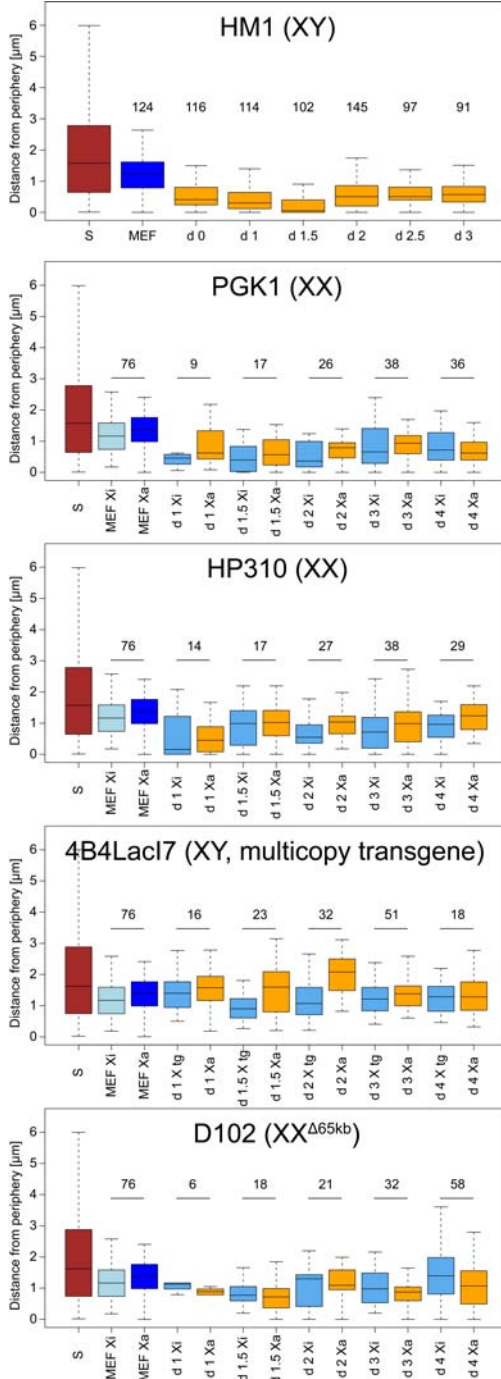 HM1 (XY)
Distance from periphery [µm]
6
5
4
3
2
1
0
124 116 114 102 145 97 91
S MEF d 0 d 1 d 1.5 d 2 d 2.5 d 3
PGK1 (XX)
Distance from periphery [µm]
6
5
4
3
2
1
0
76 9 17 26 38 36
S MEF Xi MEF Xa d 1 Xi d 1 Xa d 1.5 Xi d 1.5 Xa d 2 Xi d 2 Xa d 3 Xi d 3 Xa d 4 Xi d 4 Xa
HP310 (XX)
Distance from periphery [µm]
6
5
4
3
2
1
0
76 14 17 27 38 29
S MEF Xi MEF Xa d 1 Xi d 1 Xa d 1.5 Xi d 1.5 Xa d 2 Xi d 2 Xa d 3 Xi d 3 Xa d 4 Xi d 4 Xa
4B4LacI7 (XY, multicopy transgene)
Distance from periphery [µm]
6
5
4
3
2
1
0
76 16 23 32 51 18
S MEF Xi MEF Xa d 1 X tg d 1 Xa d 1.5 X tg d 1.5 Xa d 2 X tg d 2 Xa d 3 X tg d 3 Xa d 4 X tg d 4 Xa
D102 (XX^Δ65kb)
Distance from periphery [µm]
6
5
4
3
2
1
0
76 6 18 21 32 58
S MEF Xi MEF Xa d 1 Xi d 1 Xa d 1.5 Xi d 1.5 Xa d 2 Xi d 2 Xa d 3 Xi d 3 Xa d 4 Xi d 4 Xa